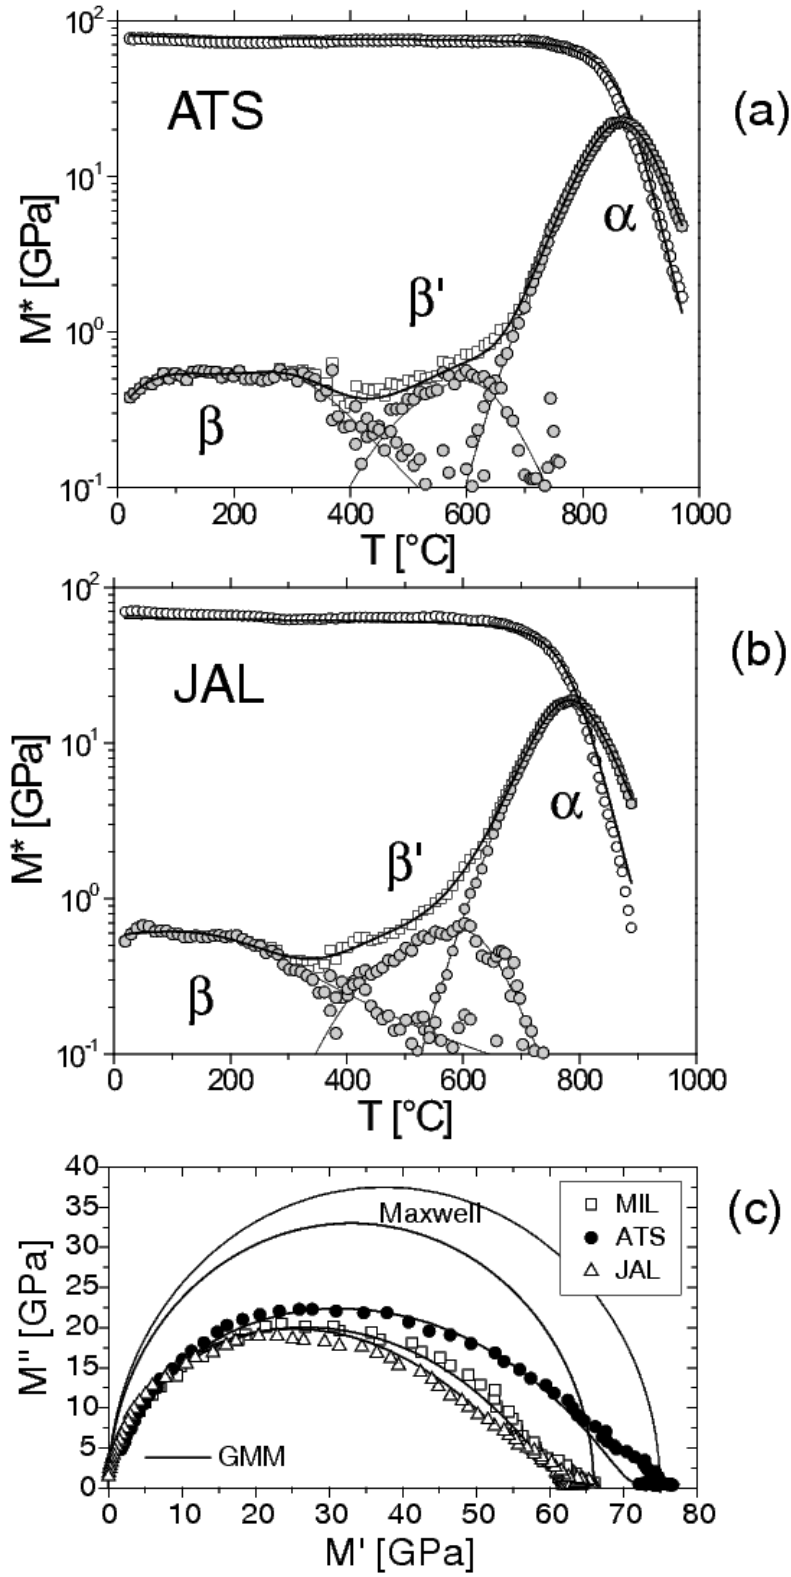 10²
ATS
(a)
10¹
α
M* [GPa]
β'
10⁰
β
10⁻¹
0 200 400 600 800 1000
T [°C]
10²
JAL
(b)
10¹
α
M* [GPa]
β'
10⁰
β
10⁻¹
0 200 400 600 800 1000
T [°C]
40
35
30
25
20
15
10
5
0
(c)
Maxwell
MIL
ATS
JAL
M'' [GPa]
GMM
0 10 20 30 40 50 60 70 80
M' [GPa]